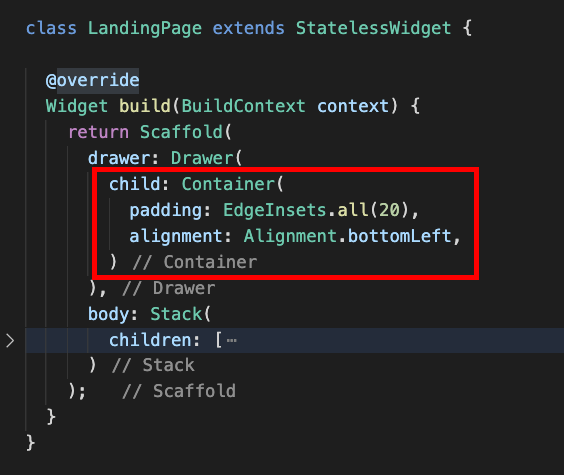 class LandingPage extends StatelessWidget {
@override
Widget build(BuildContext context) {
return Scaffold(
drawer: Drawer(
child: Container(
padding: EdgeInsets.all(20),
alignment: Alignment.bottomLeft,
) // Container
), // Drawer
body: Stack(
children: [⋯
) // Stack
); // Scaffold
}
}